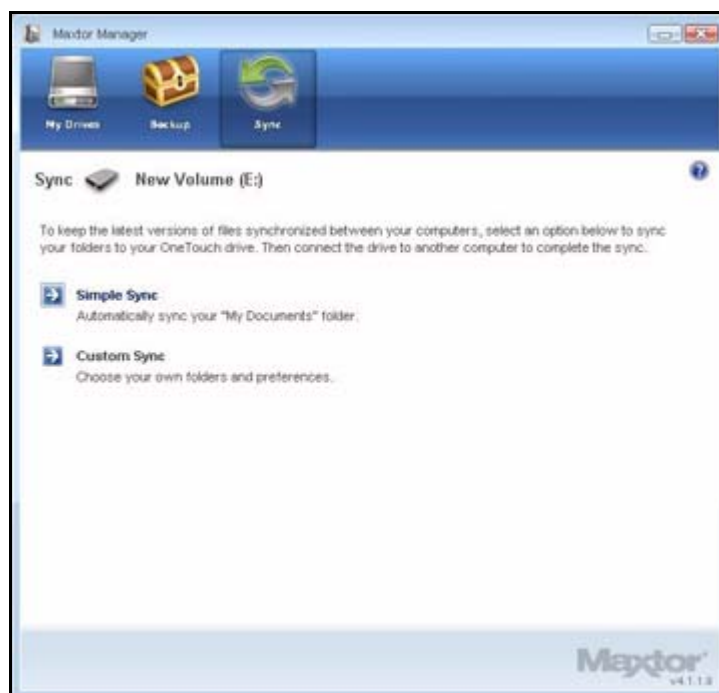 Maxtor Manager
My Drives
Backup
Sync
Sync New Volume (E:)
To keep the latest versions of files synchronized between your computers, select an option below to sync
your folders to your OneTouch drive. Then connect the drive to another computer to complete the sync.
Simple Sync
Automatically sync your "My Documents" folder.
Custom Sync
Choose your own folders and preferences.
Maxtor